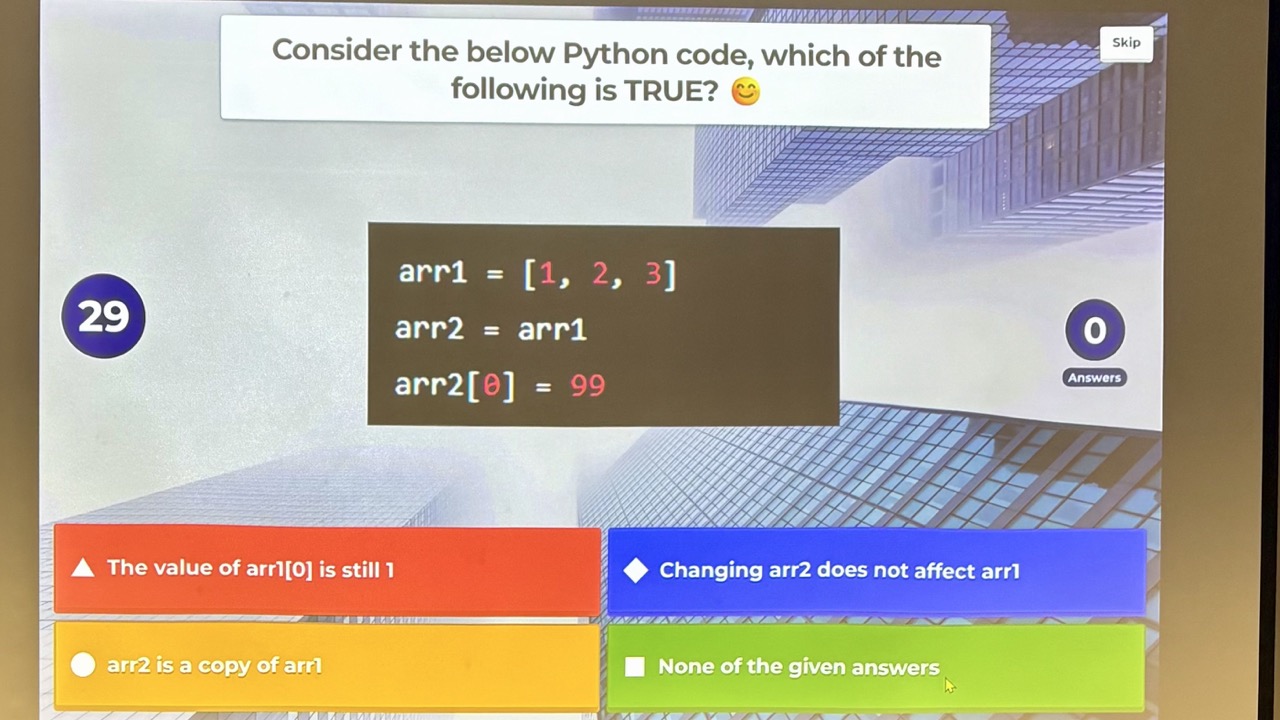 Consider the below Python code, which of the
following is TRUE? 😊
Skip
arr1 = [1, 2, 3]
arr2 = arr1
arr2[0] = 99
29
0
Answers
The value of arr1[0] is still 1
Changing arr2 does not affect arr1
arr2 is a copy of arr1
None of the given answers